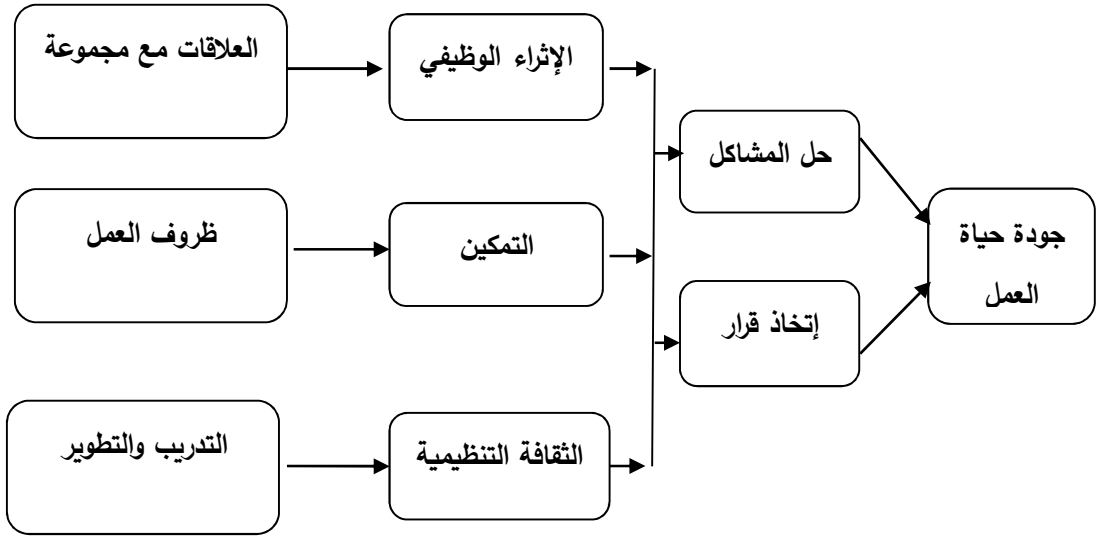 العلاقات مع مجموعة
الإثراء الوظيفي
حل المشاكل
ظروف العمل
التمكين
جودة حياة
العمل
إتخاذ قرار
التدريب والتطوير
الثقافة التنظيمية